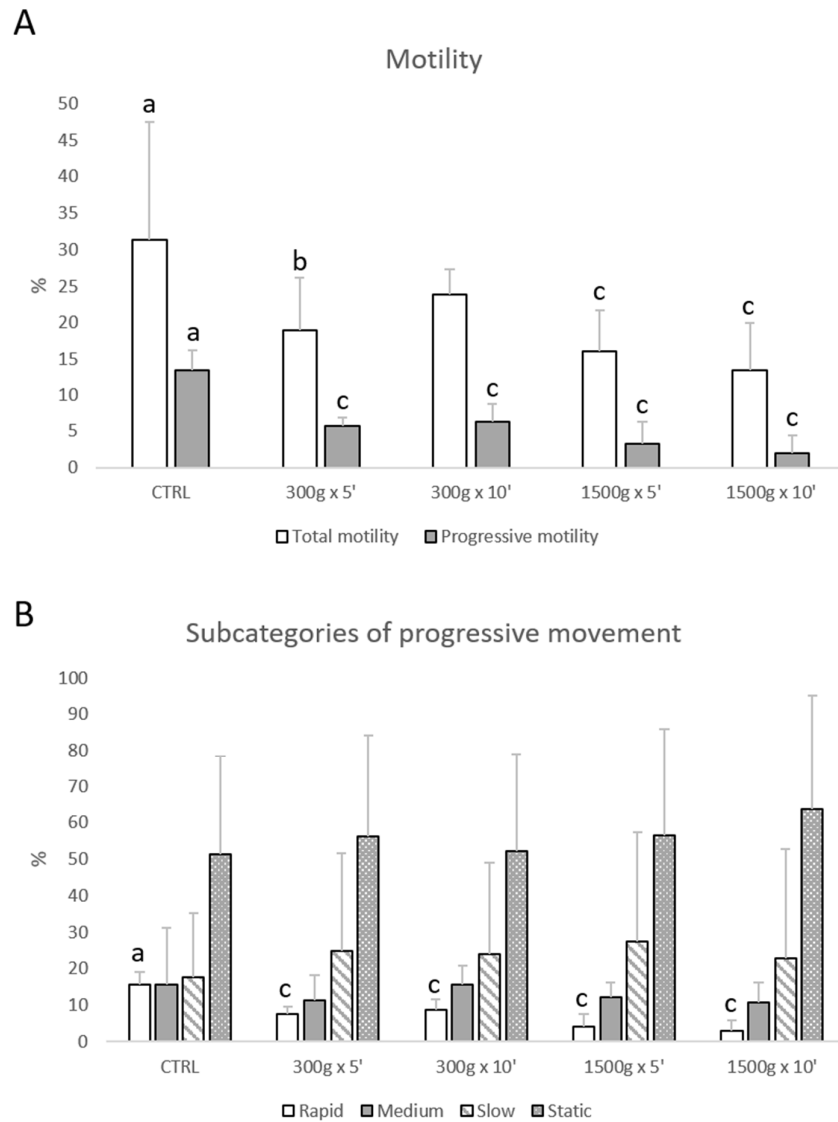 A
Motility
50
a
45
40
35
30
b
25
c
c
20
a
15
c
c
10
c
c
5
0
%
CTRL 300g x 5' 300g x 10' 1500g x 5' 1500g x 10'
Total motility Progressive motility
B
Subcategories of progressive movement
100
90
80
70
60
50
40
30
a
20
c
c
c
c
10
0
%
CTRL 300g x 5' 300g x 10' 1500g x 5' 1500g x 10'
Rapid Medium Slow Static